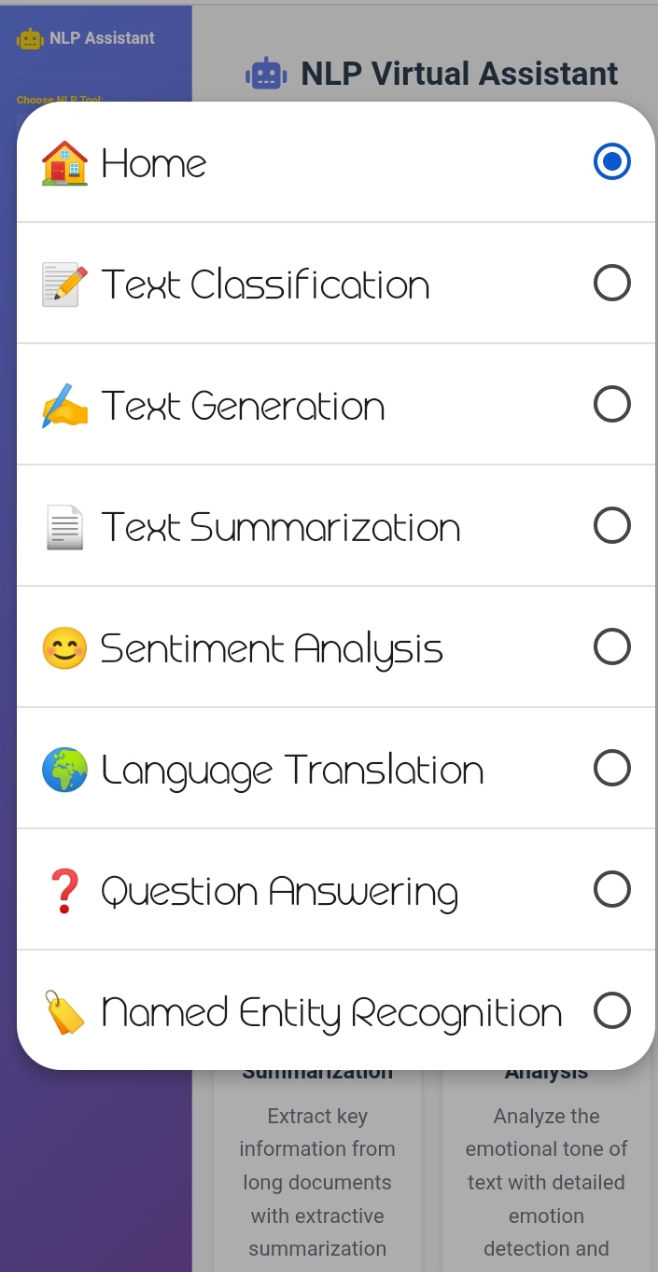 NLP Assistant
NLP Virtual Assistant
Choose NLP Tool:
Home
Text Classification
Text Generation
Text Summarization
Sentiment Analysis
Language Translation
Question Answering
Named Entity Recognition
Summarization
Extract key
information from
long documents
with extractive
summarization
Analysis
Analyze the
emotional tone of
text with detailed
emotion
detection and